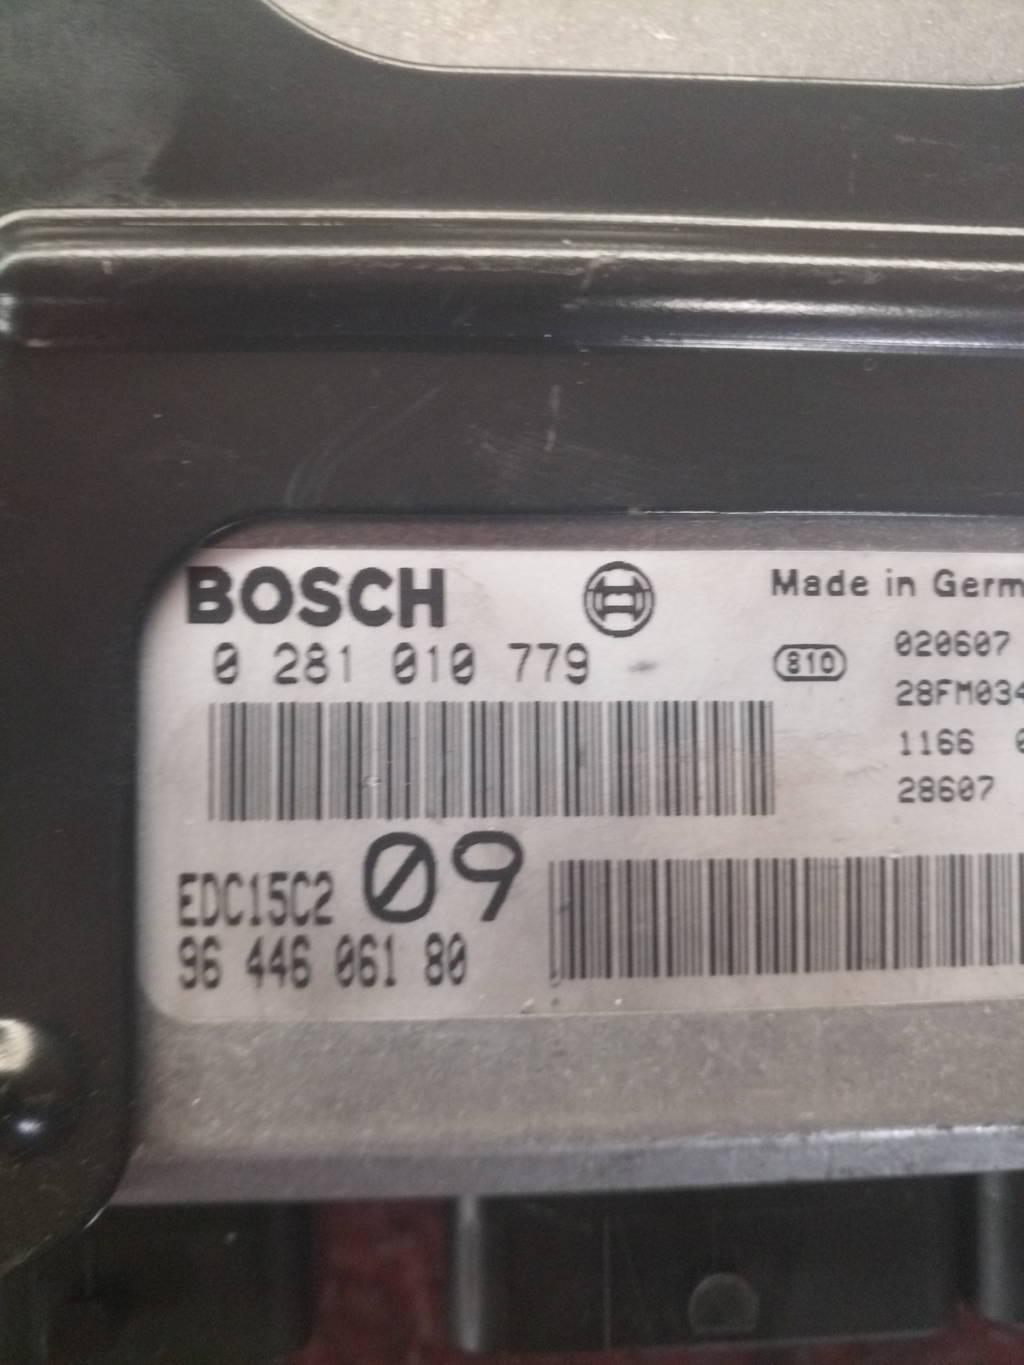 BOSCH
Made in Germ
0 281 010 779
810
020607
28FM034
1166
28607
EDC15C2
09
96 446 061 80